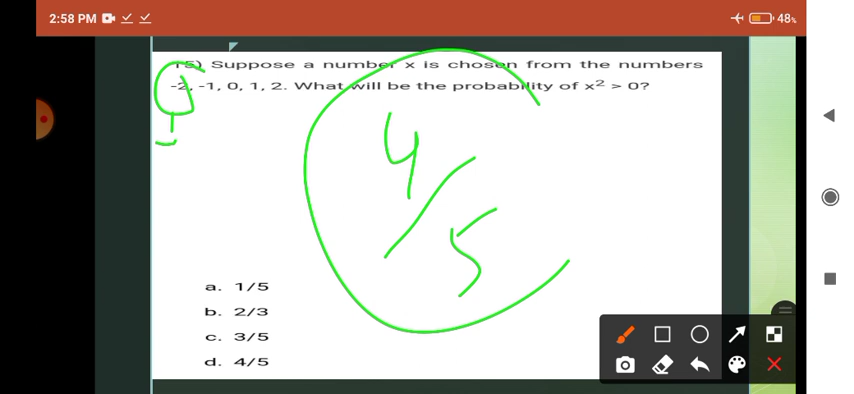 2:58 PM
48%
15) Suppose a number x is chosen from the numbers
-2, -1, 0, 1, 2. What will be the probability of x² > 0?
4/5
a. 1/5
b. 2/3
c. 3/5
d. 4/5